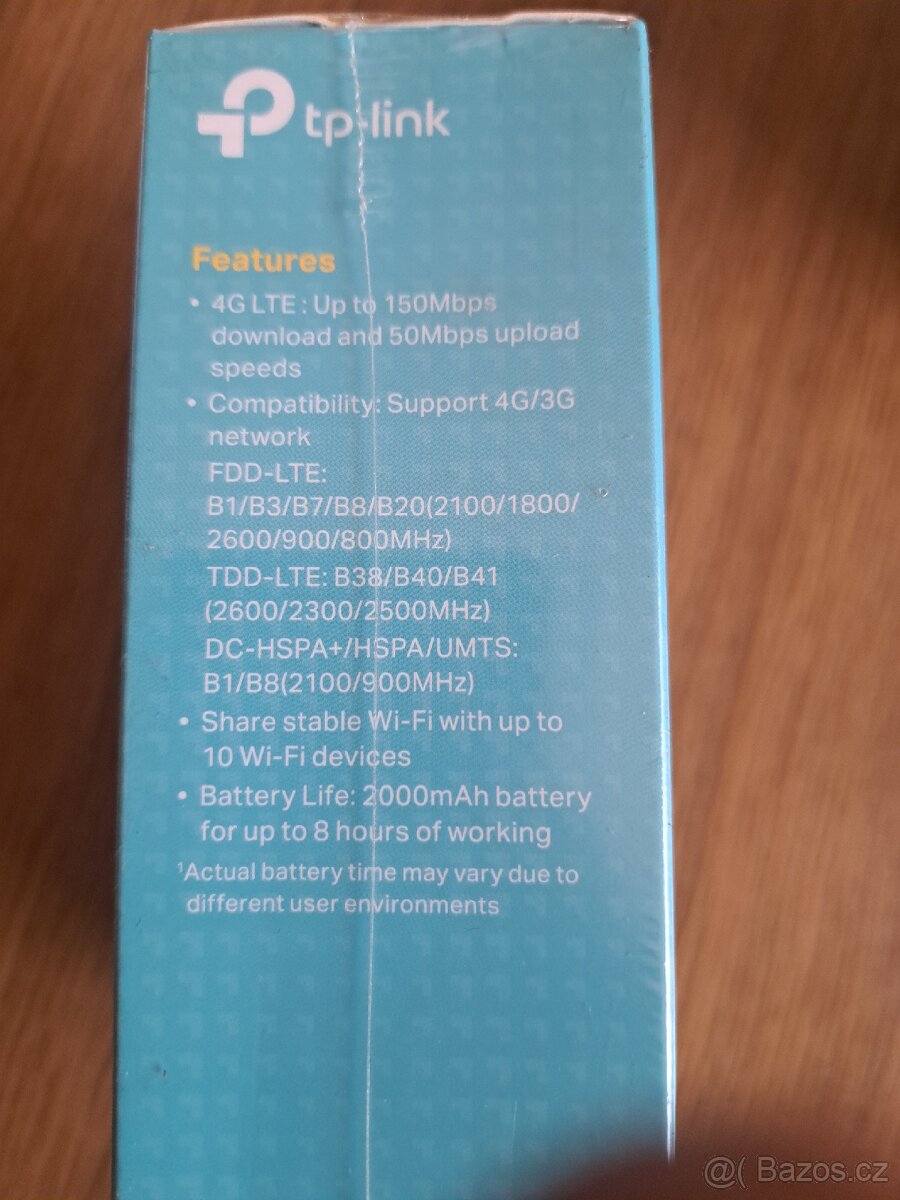 tp-link
Features
• 4G LTE : Up to 150Mbps
download and 50Mbps upload
speeds
• Compatibility: Support 4G/3G
network
FDD-LTE:
B1/B3/B7/B8/B20(2100/1800/
2600/900/800MHz)
TDD-LTE: B38/B40/B41
(2600/2300/2500MHz)
DC-HSPA+/HSPA/UMTS:
B1/B8(2100/900MHz)
• Share stable Wi-Fi with up to
10 Wi-Fi devices
• Battery Life: 2000mAh battery
for up to 8 hours of working
¹Actual battery time may vary due to
different user environments
@( Bazos.cz